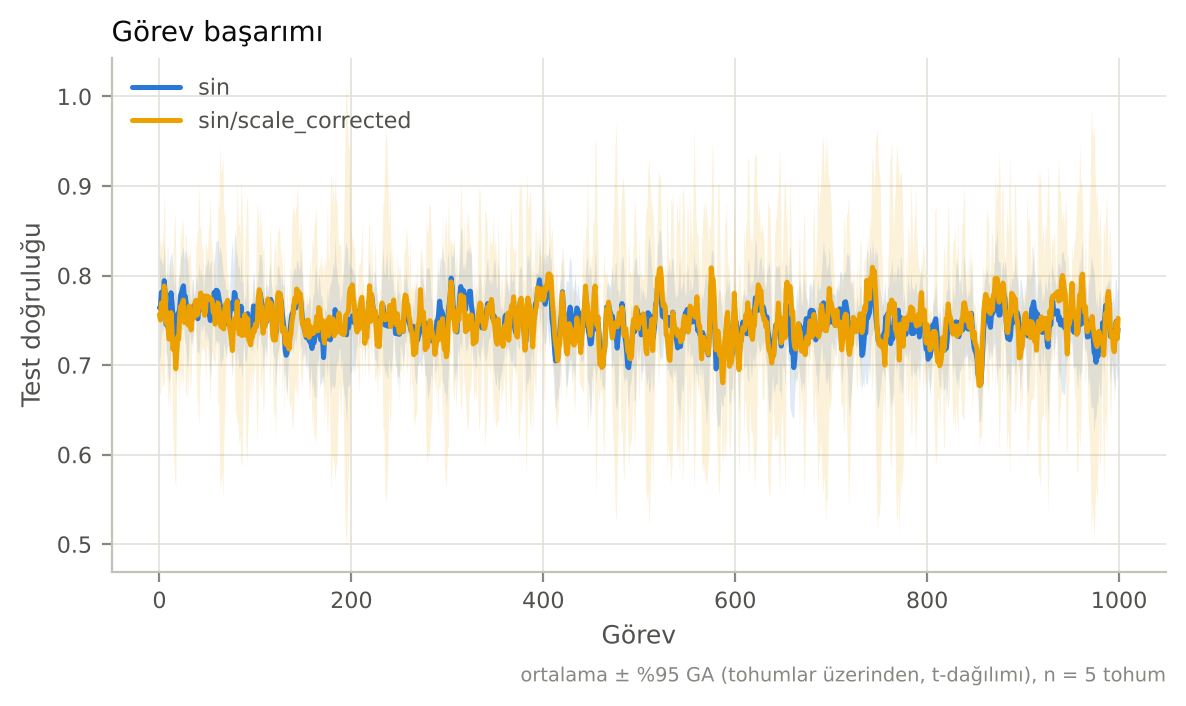 Görev başarımı
sin
sin/scale_corrected
1.0
0.9
0.8
0.7
0.6
0.5
Test doğruluğu
0 200 400 600 800 1000
Görev
ortalama ± %95 GA (tohumlar üzerinden, t-dağılımı), n = 5 tohum